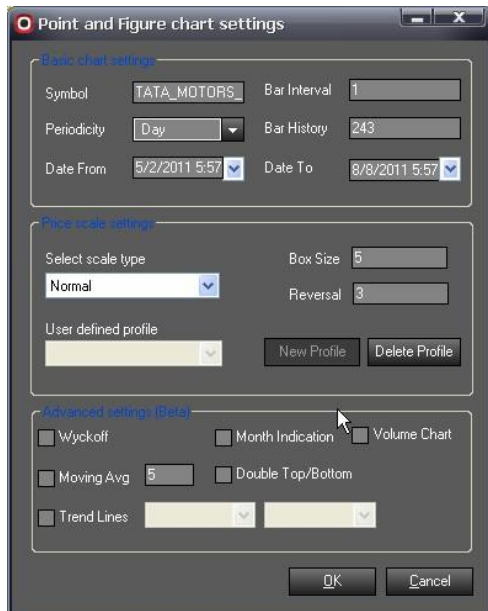 Point and Figure chart settings
Basic chart settings
Symbol TATA_MOTORS_ Bar Interval 1
Periodicity Day Bar History 243
Date From 5/2/2011 5:57 Date To 8/8/2011 5:57
Price scale settings
Select scale type Box Size 5
Normal
Reversal 3
User defined profile
New Profile Delete Profile
Advanced settings (Beta)
Wyckoff Month Indication Volume Chart
Moving Avg 5 Double Top/Bottom
Trend Lines
OK Cancel